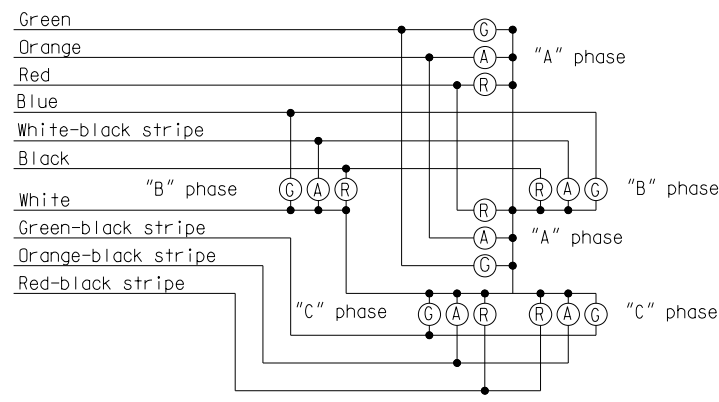 Green
G
Orange
A
"A" phase
Red
R
Blue
White-black stripe
Black
"B" phase
G A R
R A G
"B" phase
White
R
Green-black stripe
A
"A" phase
Orange-black stripe
G
Red-black stripe
"C" phase
G A R
R A G
"C" phase